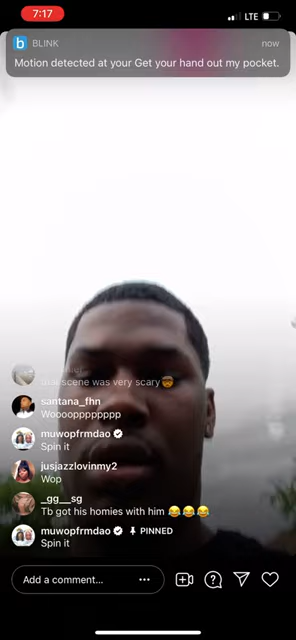 7:17
LTE
b BLINK
now
Motion detected at your Get your hand out my pocket.
scene was very scary🤯
santana_fhn
Woooopppppppp
muwopfrmdao
Spin it
jusjazzlovinmy2
Wop
_gg__sg
Tb got his homies with him 😂😂😂
muwopfrmdao PINNED
Spin it
Add a comment...